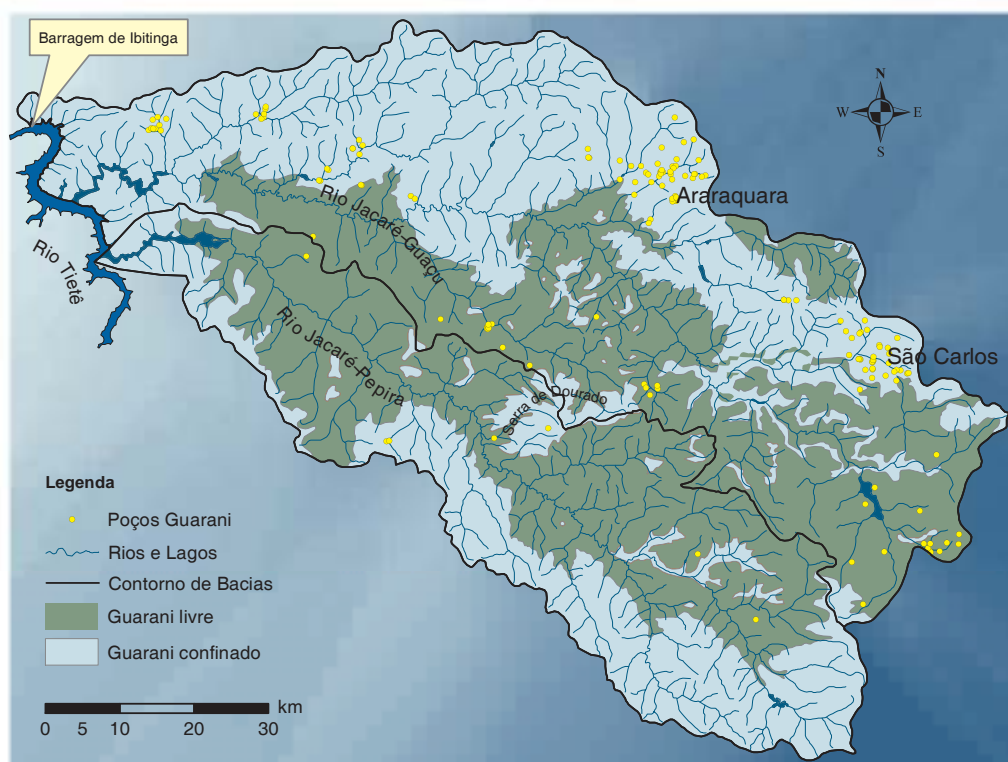 Barragem de Ibitinga
N
W E
S
Araraquara
Rio Jacaré-Guaçu
Rio Tietê
Rio Jacaré-Pepira
São Carlos
Serra de Dourado
Legenda
Poços Guarani
Rios e Lagos
Contorno de Bacias
Guarani livre
Guarani confinado
km
0 5 10 20 30